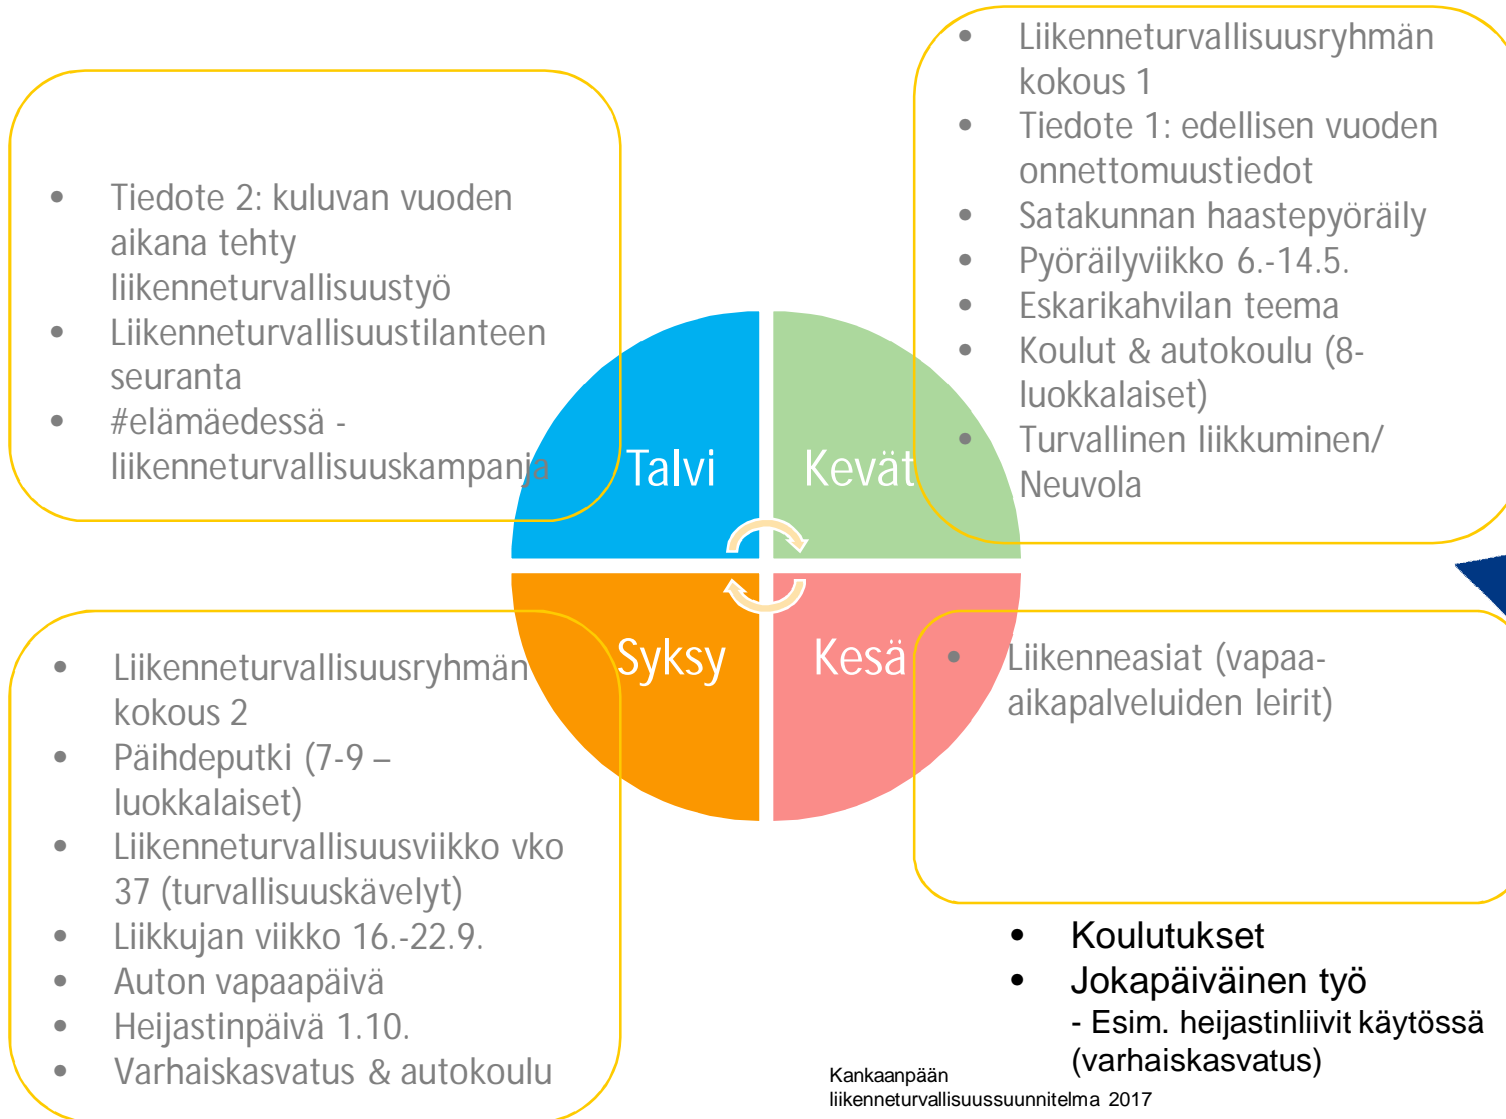 • Tiedote 2: kuluvan vuoden
aikana tehty
liikenneturvallisuustyö
• Liikenneturvallisuustilanteen
seuranta
• #elämäedessä -
liikenneturvallisuuskampanja
• Liikenneturvallisuusryhmän
kokous 1
• Tiedote 1: edellisen vuoden
onnettomuustiedot
• Satakunnan haastepyöräily
• Pyöräilyviikko 6.-14.5.
• Eskarikahvilan teema
• Koulut & autokoulu (8-
luokkalaiset)
• Turvallinen liikkuminen/
Neuvola
Talvi
Kevät
Syksy
Kesä
• Liikenneturvallisuusryhmän
kokous 2
• Päihdeputki (7-9 –
luokkalaiset)
• Liikenneturvallisuusviikko vko
37 (turvallisuuskävelyt)
• Liikkujan viikko 16.-22.9.
• Auton vapaapäivä
• Heijastinpäivä 1.10.
• Varhaiskasvatus & autokoulu
• Liikenneasiat (vapaa-
aikapalveluiden leirit)
• Koulutukset
• Jokapäiväinen työ
- Esim. heijastinliivit käytössä
(varhaiskasvatus)
Kankaanpään
liikenneturvallisuussuunnitelma 2017